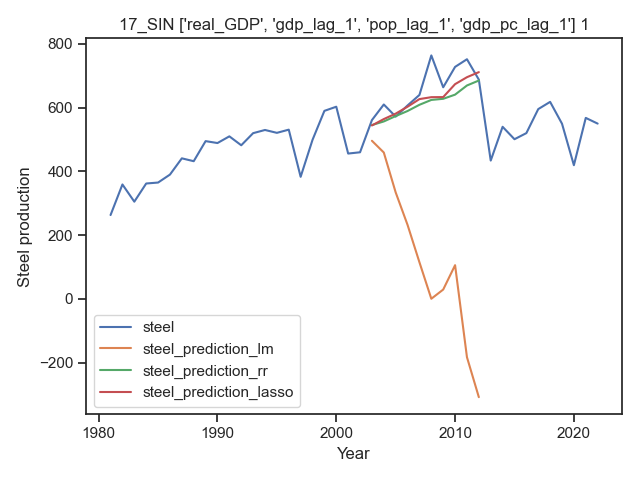 17_SIN ['real_GDP', 'gdp_lag_1', 'pop_lag_1', 'gdp_pc_lag_1'] 1
800
600
400
200
0
−200
Steel production
steel
steel_prediction_lm
steel_prediction_rr
steel_prediction_lasso
1980 1990 2000 2010 2020
Year